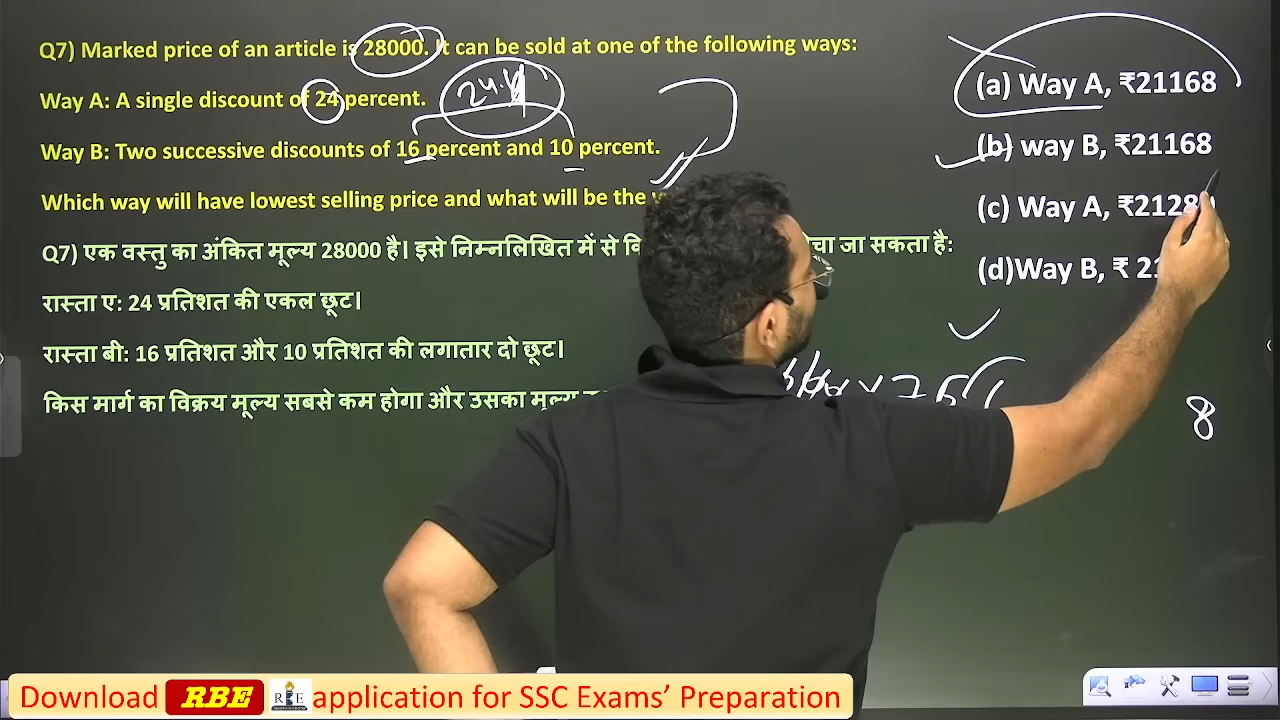 Q7) Marked price of an article is 28000. It can be sold at one of the following ways:
24.4
Way A: A single discount of 24 percent.
Way B: Two successive discounts of 16 percent and 10 percent.
Which way will have lowest selling price and what will be the
Q7) एक वस्तु का अंकित मूल्य 28000 है। इसे निम्नलिखित में से जा सकता है:
रास्ता ए: 24 प्रतिशत की एकल छूट।
रास्ता बी: 16 प्रतिशत और 10 प्रतिशत की लगातार दो छूट।
किस मार्ग का विक्रय मूल्य सबसे कम होगा और उसका मूल्य
(a) Way A, ₹21168
(b) way B, ₹21168
(c) Way A, ₹2128
(d)Way B, ₹ 21
8
Download RBE RBE application for SSC Exams’ Preparation